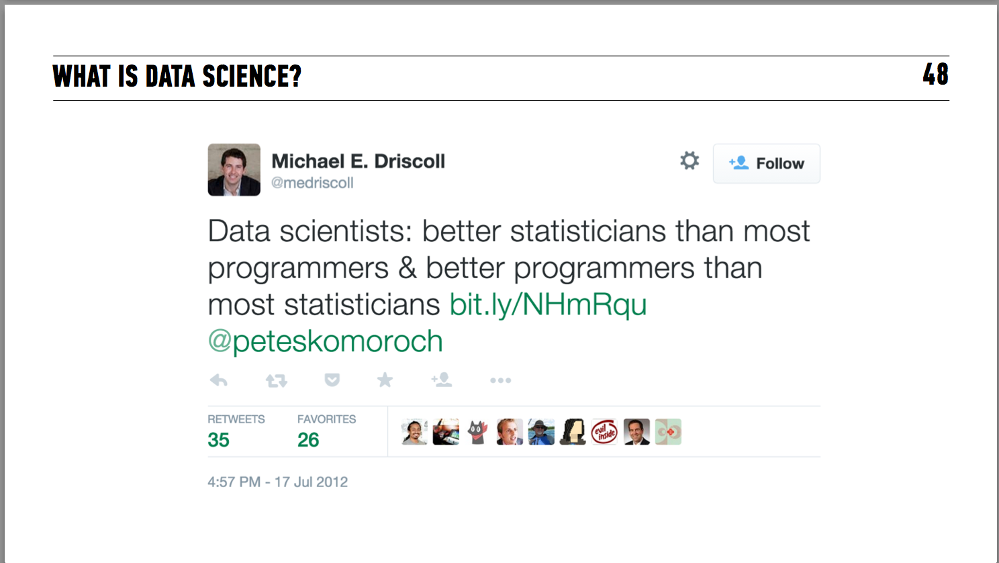 WHAT IS DATA SCIENCE? 48
Michael E. Driscoll
@medriscoll
Follow
Data scientists: better statisticians than most
programmers & better programmers than
most statisticians bit.ly/NHmRqu
@peteskomoroch
RETWEETS FAVORITES
35 26
evil
inside
4:57 PM - 17 Jul 2012